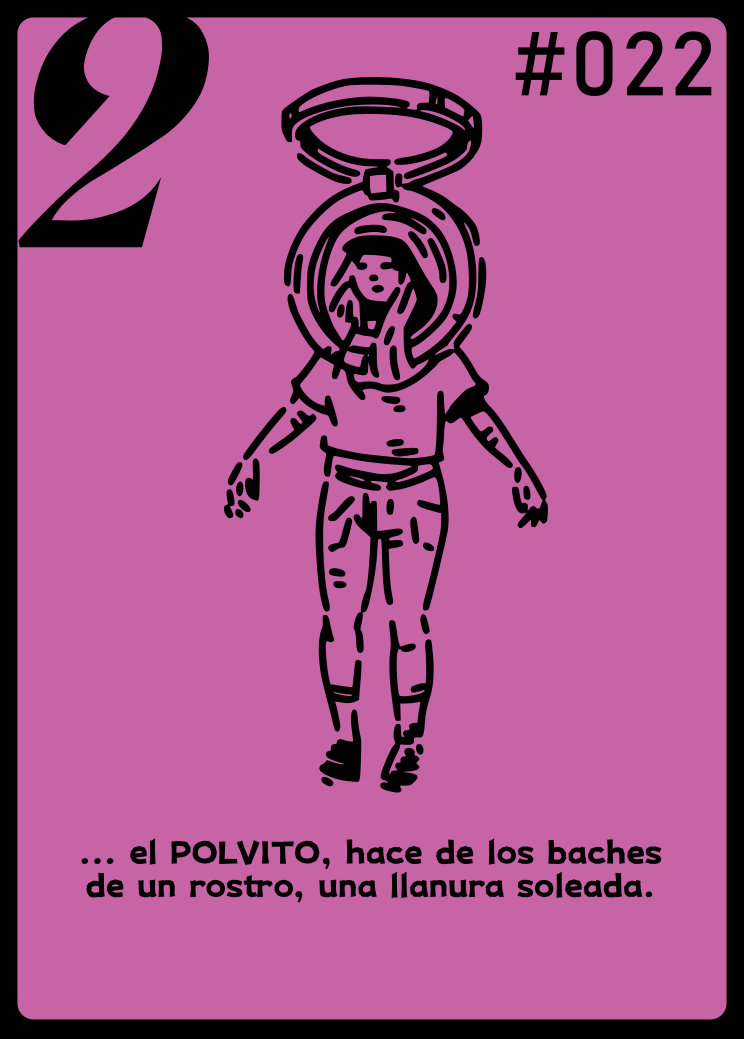 2
#022
... el POLVITO, hace de los baches
de un rostro, una llanura soleada.